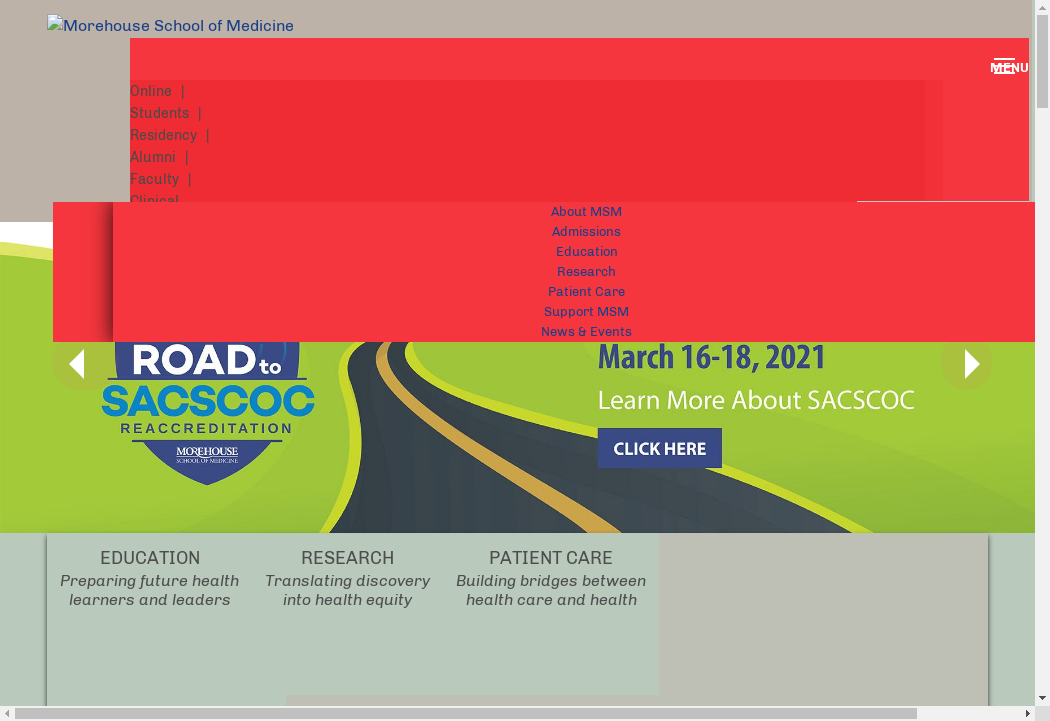 Morehouse School of Medicine
MENU
Online |
Students |
Residency |
Alumni |
Faculty |
Clinical
About MSM
Admissions
Education
Research
Patient Care
Support MSM
News & Events
ROAD to
SACSCOC
REACCREDITATION
MOREHOUSE
SCHOOL OF MEDICINE
March 16-18, 2021
Learn More About SACSCOC
CLICK HERE
EDUCATION
Preparing future health
learners and leaders
RESEARCH
Translating discovery
into health equity
PATIENT CARE
Building bridges between
health care and health